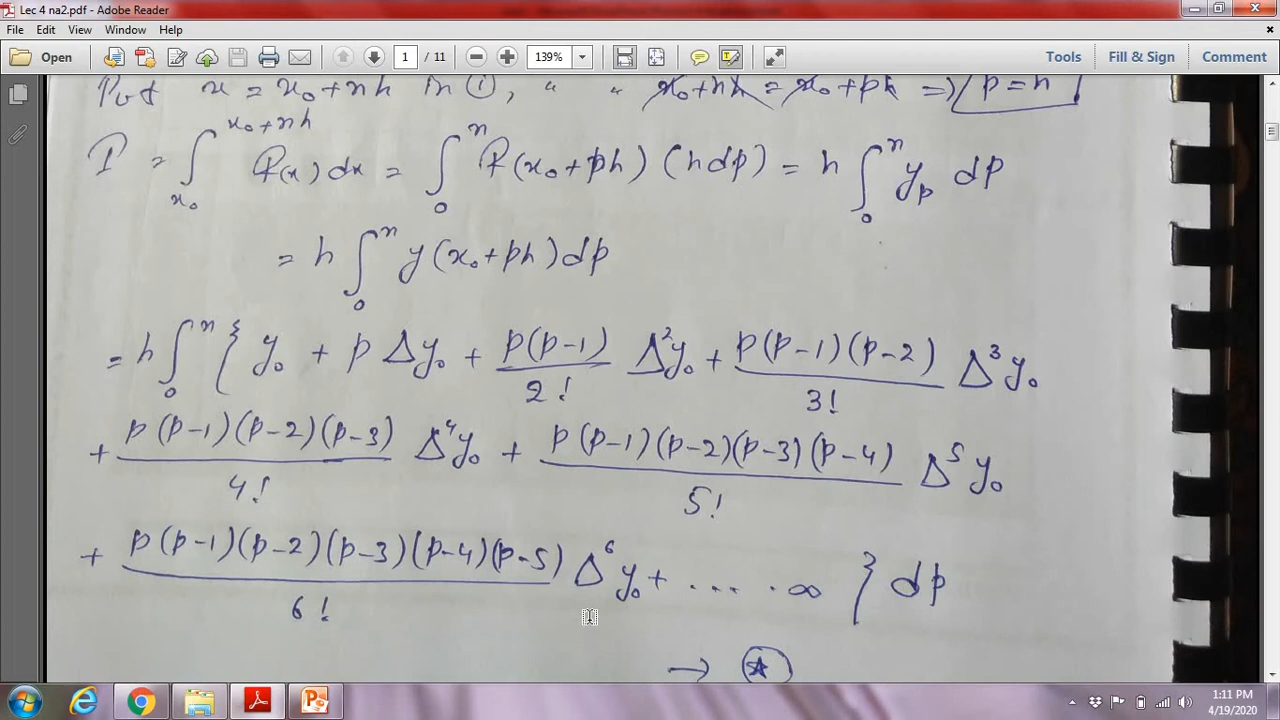 Lec 4 na2.pdf - Adobe Reader
File Edit View Window Help
Open 1 / 11 139% Tools Fill & Sign Comment
Put x = x₀+nh in ①, " " x₀+nh = x₀+ph => p = n
I = ∫_{x₀}^{x₀+nh} f(x) dx = ∫_0^n f(x₀+ph) (h dp) = h ∫_0^n y_p dp
= h ∫_0^n y(x₀+ph) dp
= h ∫_0^n { y₀ + p Δy₀ + p(p-1)/2! Δ²y₀ + p(p-1)(p-2)/3! Δ³y₀
+ p(p-1)(p-2)(p-3)/4! Δ⁴y₀ + p(p-1)(p-2)(p-3)(p-4)/5! Δ⁵y₀
+ p(p-1)(p-2)(p-3)(p-4)(p-5)/6! Δ⁶y₀ + .... . ∞ } dp
→ ⍟
1:11 PM
4/19/2020